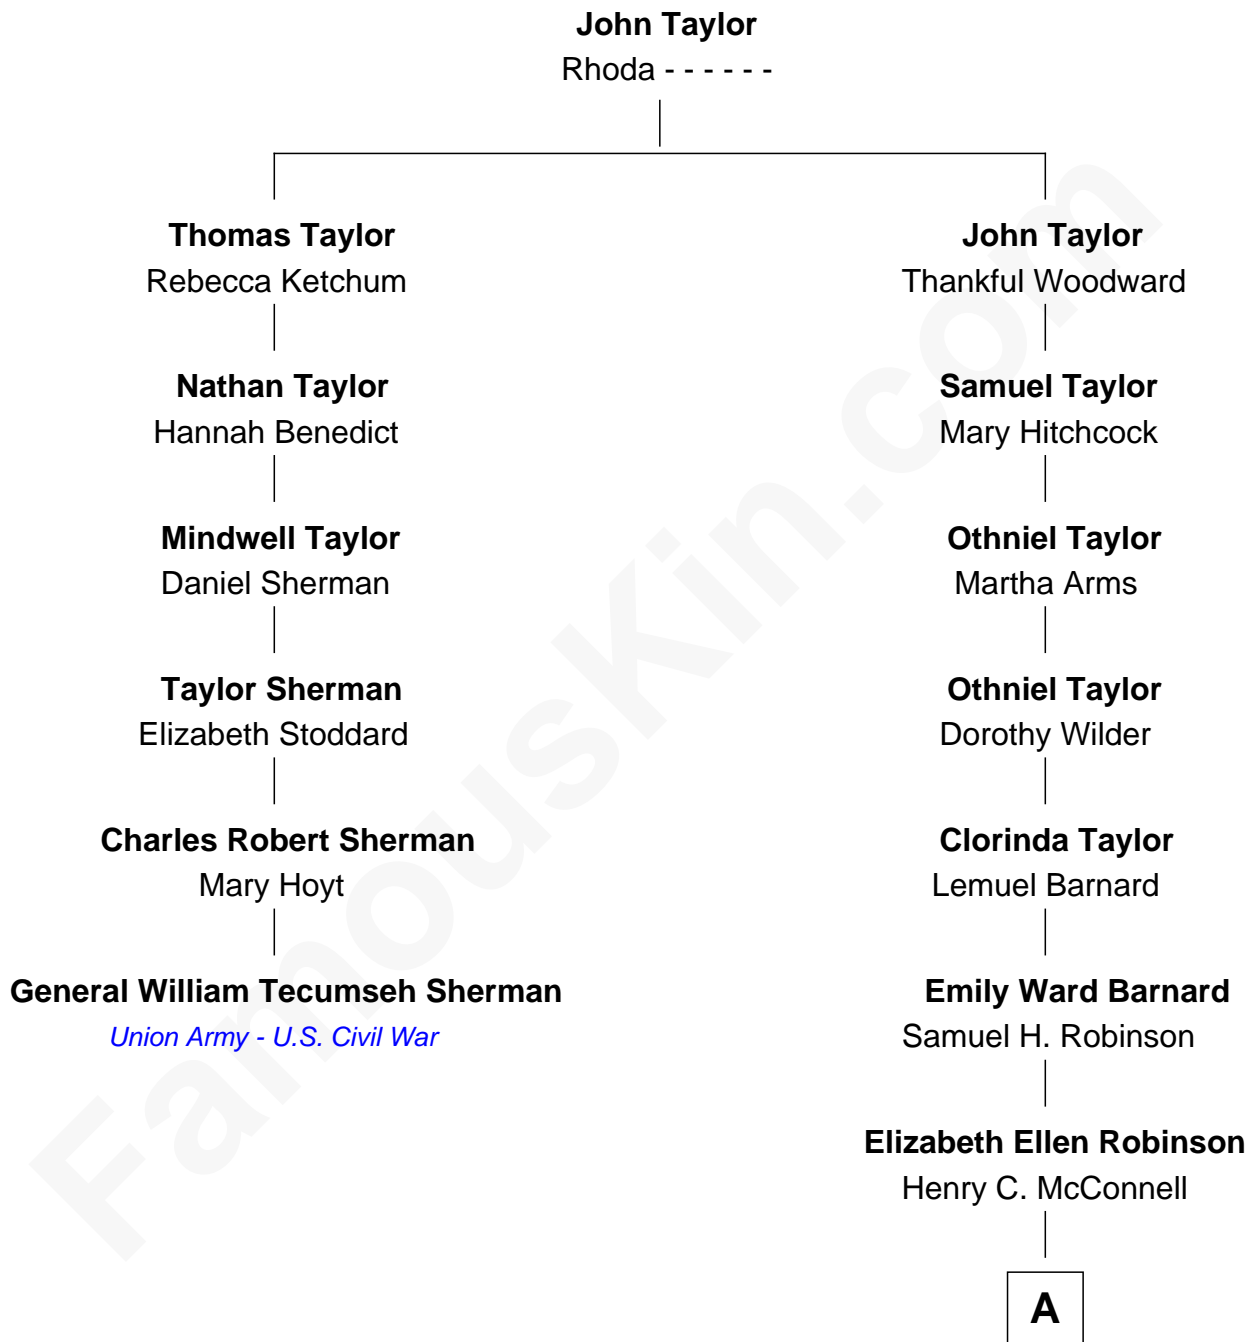 John Taylor
Rhoda - - - - - -
Thomas Taylor
Rebecca Ketchum
John Taylor
Thankful Woodward
Nathan Taylor
Hannah Benedict
Samuel Taylor
Mary Hitchcock
Mindwell Taylor
Daniel Sherman
Othniel Taylor
Martha Arms
Taylor Sherman
Elizabeth Stoddard
Othniel Taylor
Dorothy Wilder
Charles Robert Sherman
Mary Hoyt
Clorinda Taylor
Lemuel Barnard
General William Tecumseh Sherman
Union Army - U.S. Civil War
Emily Ward Barnard
Samuel H. Robinson
Elizabeth Ellen Robinson
Henry C. McConnell
A
FamousKin.com